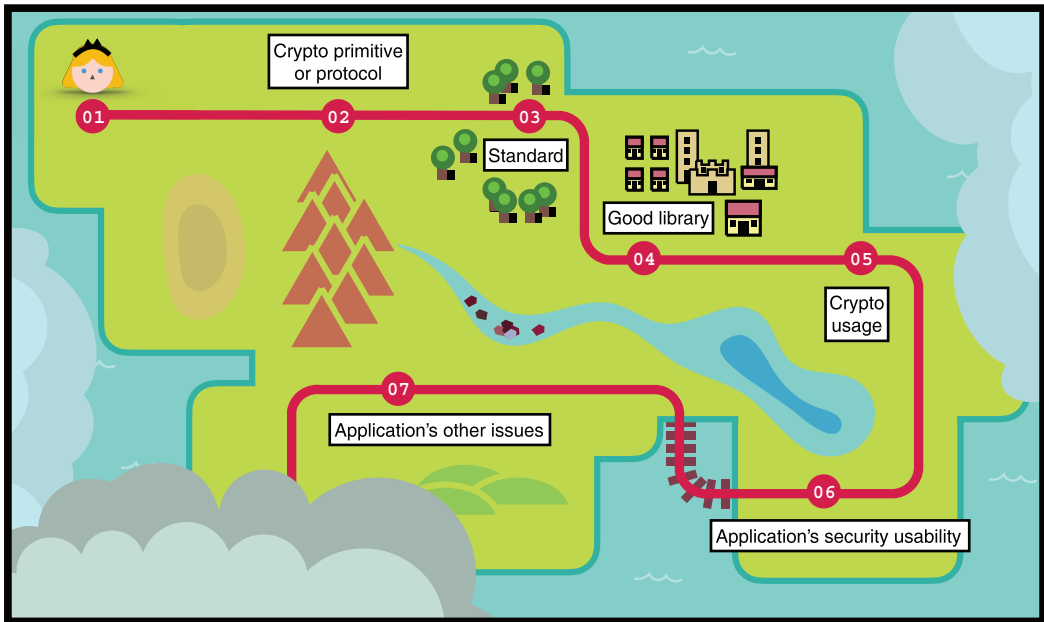 01
02
Crypto primitive
or protocol
03
Standard
Good library
04
05
Crypto
usage
06
Application's security usability
07
Application's other issues